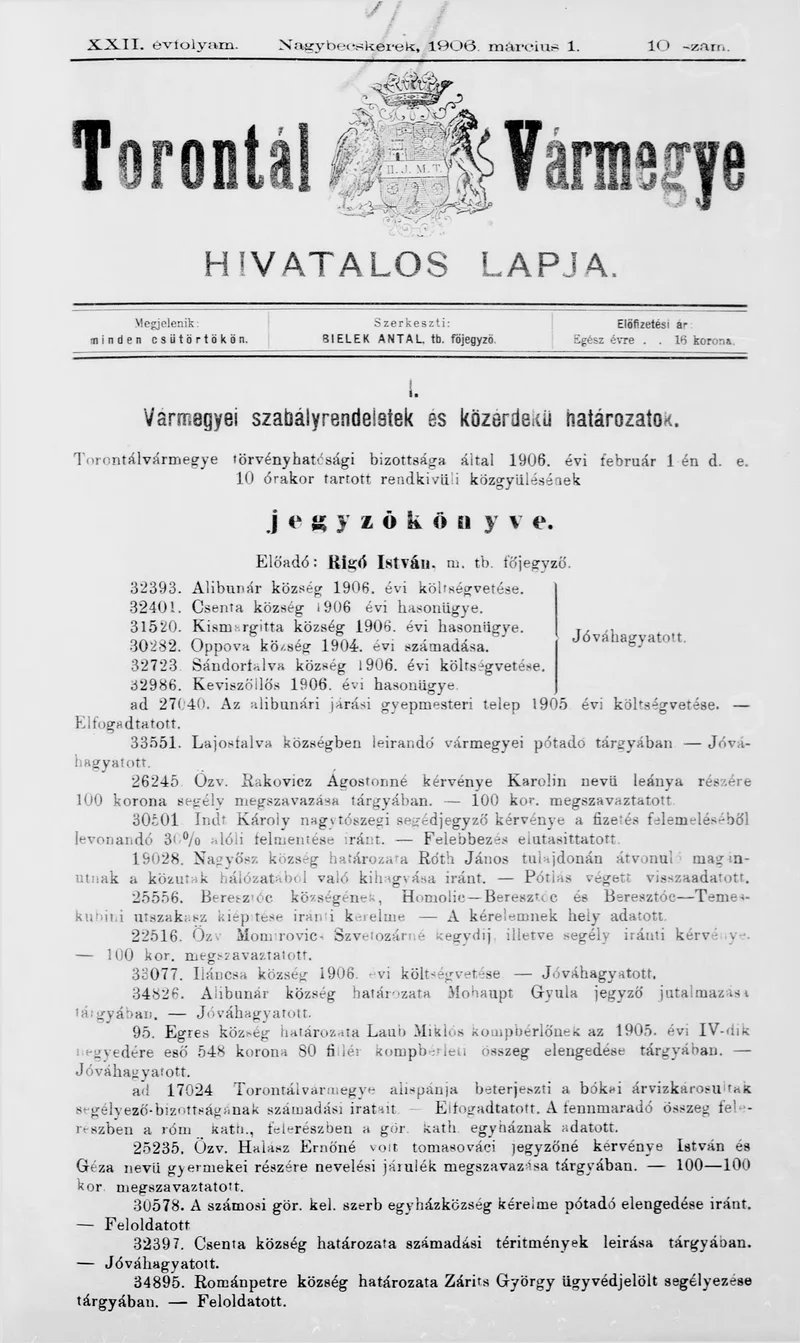 XXII. évfolyam. Nagybecskerek, 1906. március 1. 10 -szám.
Torontál Vármegye
II. J. M. T.
HIVATALOS LAPJA.
Megjelenik:
minden csütörtökön.
Szerkeszti:
BIELEK ANTAL, tb. főjegyző.
Előfizetési ár
Egész évre . . 16 korona.
I.
Vármegyei szabályrendeletek és közérdekü határozatok.
Torontálvármegye törvényhatósági bizottsága által 1906. évi február 1 én d. e.
10 órakor tartott rendkivüli közgyülésének
jegyzőkönyve.
Előadó: Rigó István, m. tb. főjegyző.
32393. Alibunár község 1906. évi költségvetése.
32401. Csenta község 1906 évi hasonügye.
31520. Kismargitta község 1906. évi hasonügye.
30282. Oppova község 1904. évi számadása.
32723 Sándorfalva község 1906. évi költségvetése.
32986. Keviszöllős 1906. évi hasonügye
Jóváhagyatott.
ad 27040. Az alibunári járási gyepmesteri telep 1905 évi költségvetése. —
Elfogadtatott.
33551. Lajosfalva községben leirandó vármegyei pótadó tárgyában — Jóvá-
hagyatott.
26245 Özv. Rakovicz Ágostonné kérvénye Karolin nevü leánya részére
100 korona segély megszavazása tárgyában. — 100 kor. megszavaztatott
30501 Indr Károly nagytószegi segédjegyző kérvénye a fizetés felemeléséből
levonandó 30% alóli felmentése iránt. — Felebbezés elutasittatott
19028. Nagyősz község határozata Róth János tulajdonán átvonuló magán-
utnak a közutak hálózatából való kihagyása iránt. — Pótlás végett visszaadatott.
25556. Beresztóc községének, Homolic—Beresztóc és Beresztóc—Temes-
kubini utszakasz kiépitése iránti kérelme — A kérelemnek hely adatott
22516. Özv Momirovics Szvetozárné kegydij illetve segély iránti kérvénye.
— 100 kor. megszavaztatott.
33077. Iláncsa község 1906. évi költségvetése — Jóváhagyatott.
34826. Alibunár község határozata Mohaupt Gyula jegyző jutalmazása
tárgyában. — Jóváhagyatott.
95. Egres község határozata Laub Miklós kompbérlőnek az 1905. évi IV-dik
negyedére eső 548 korona 80 fillér kompbérleti összeg elengedése tárgyában. —
Jóváhagyatott.
ad 17024 Torontálvármegye alispánja beterjeszti a bókai árvizkárosultak
segélyező-bizottságának számadási iratait — Elfogadtatott. A fennmaradó összeg fele-
részben a róm kath., felerészben a gör. kath egyháznak adatott.
25235. Özv. Halász Ernőné volt tomasováci jegyzőné kérvénye István és
Géza nevü gyermekei részére nevelési járulék megszavazása tárgyában. — 100—100
kor. megszavaztatott.
30578. A számosi gör. kel. szerb egyházközség kérelme pótadó elengedése iránt.
— Feloldatott
32397. Csenta község határozata számadási téritmények leirása tárgyában.
— Jóváhagyatott.
34895. Románpetre község határozata Zárits György ügyvédjelölt segélyezése
tárgyában. — Feloldatott.